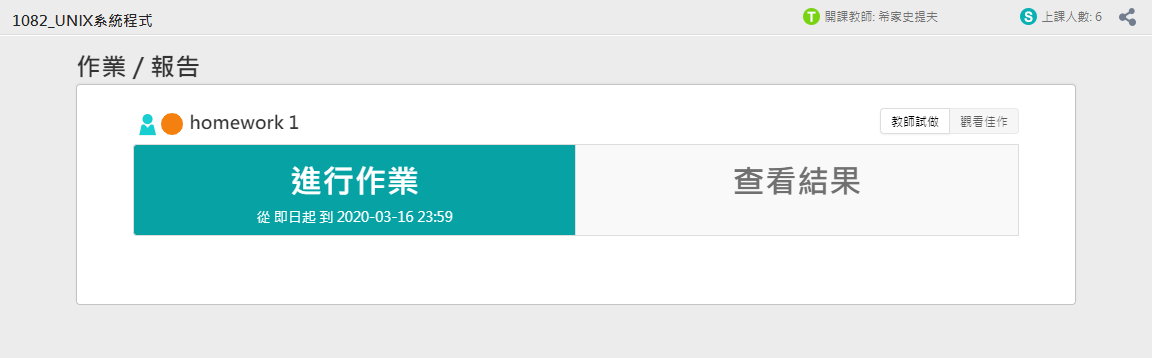 1082_UNIX系統程式
T 開課教師: 希家史提夫
S 上課人數: 6
作業 / 報告
homework 1
教師試做
觀看佳作
進行作業
查看結果
從 即日起 到 2020-03-16 23:59